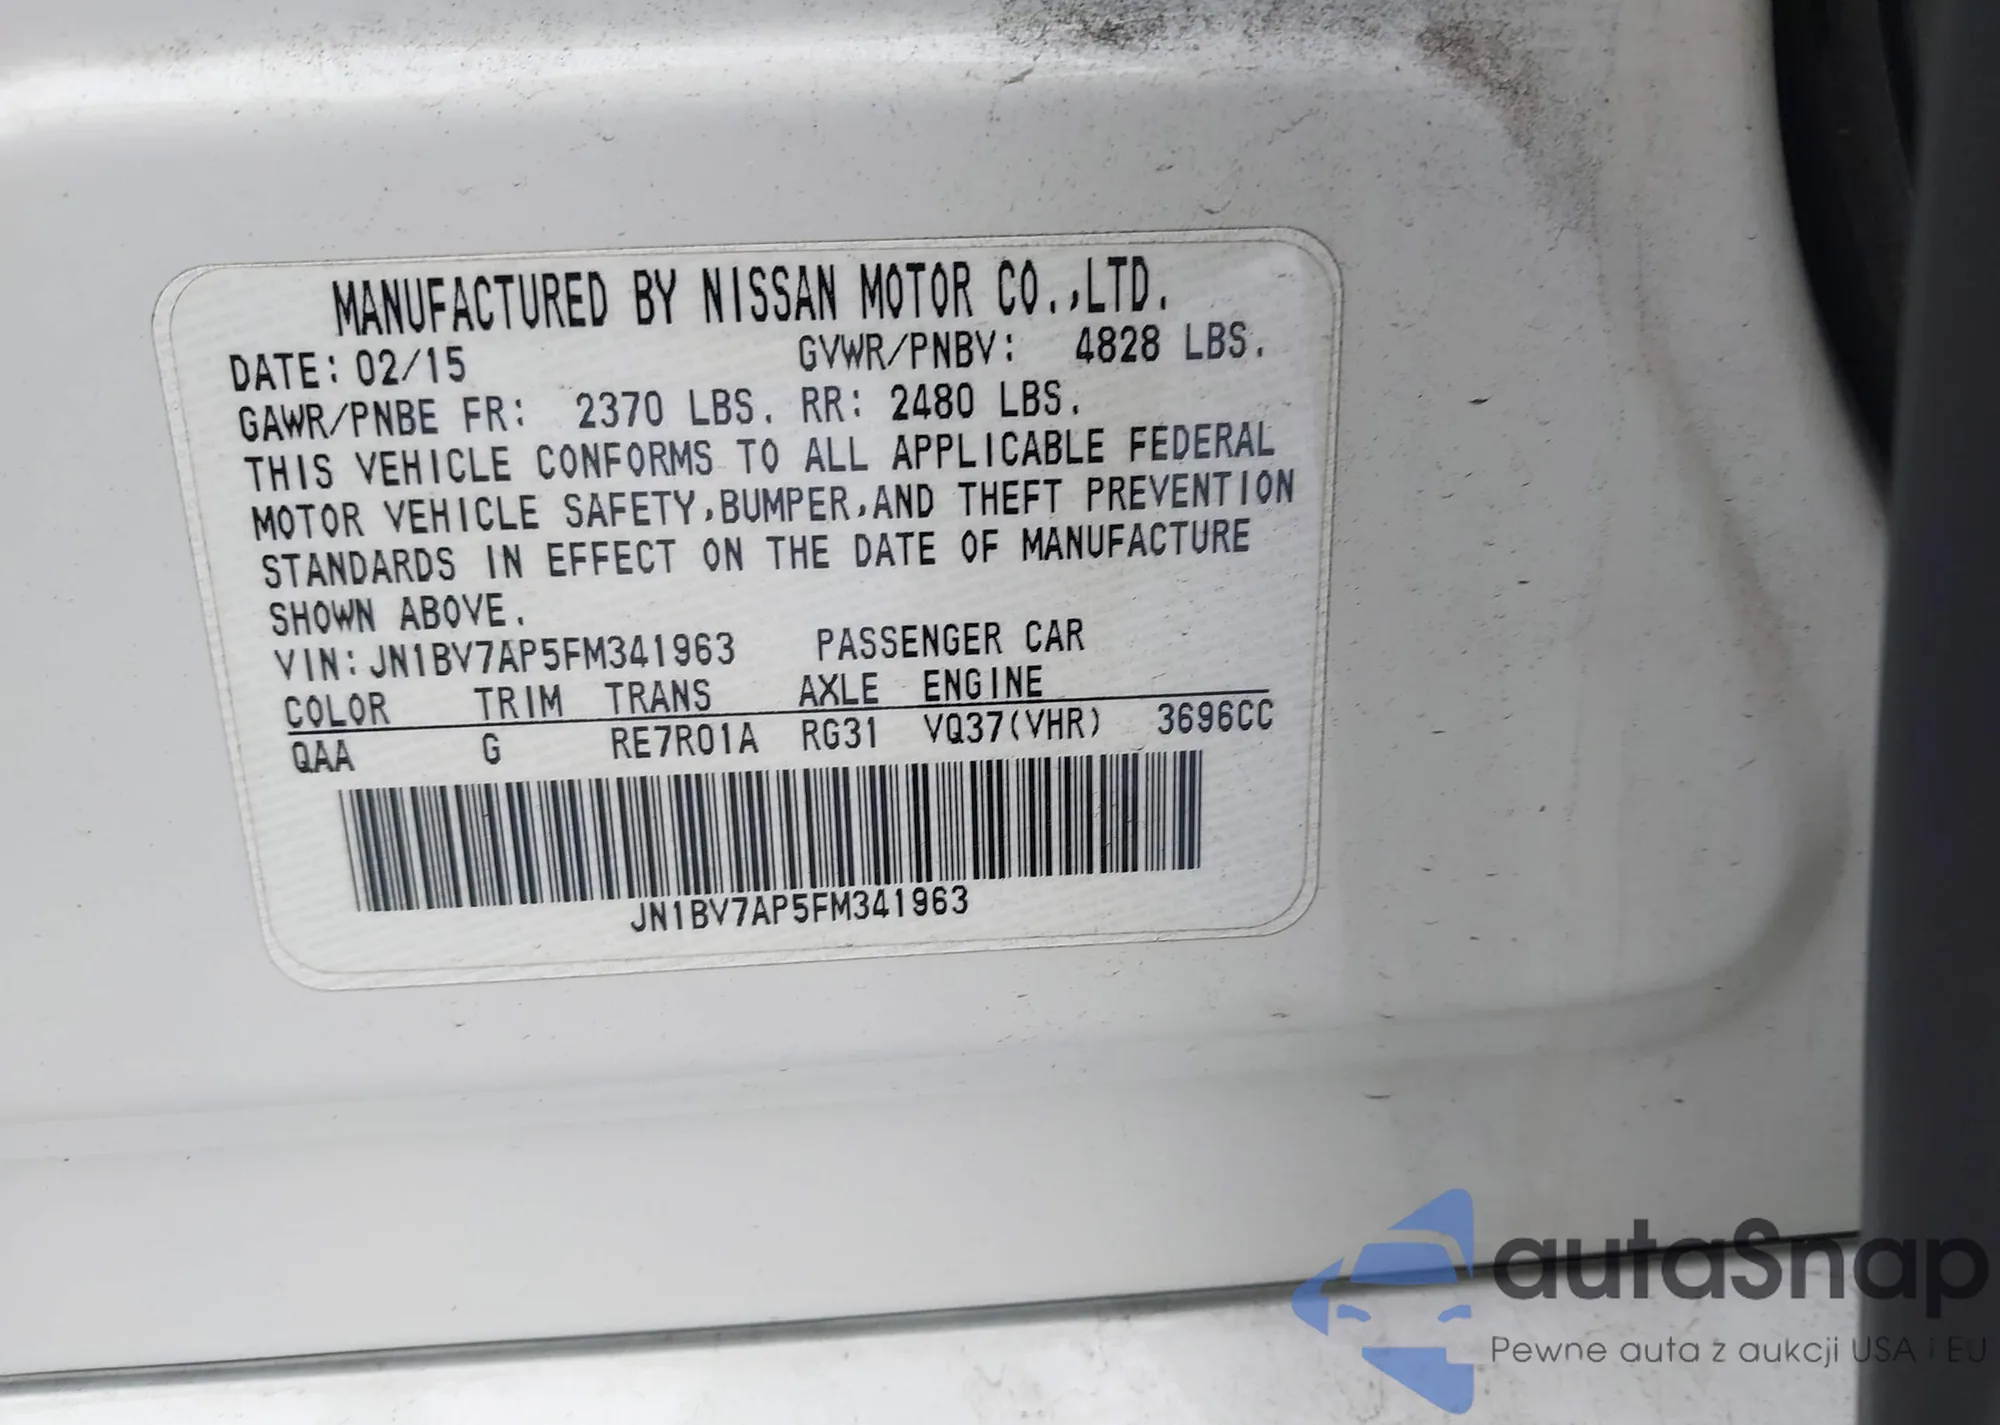 MANUFACTURED BY NISSAN MOTOR CO.,LTD.
DATE: 02/15 GVWR/PNBV: 4828 LBS.
GAWR/PNBE FR: 2370 LBS. RR: 2480 LBS.
THIS VEHICLE CONFORMS TO ALL APPLICABLE FEDERAL
MOTOR VEHICLE SAFETY,BUMPER,AND THEFT PREVENTION
STANDARDS IN EFFECT ON THE DATE OF MANUFACTURE
SHOWN ABOVE.
VIN: JN1BV7AP5FM341963 PASSENGER CAR
COLOR TRIM TRANS AXLE ENGINE
QAA G RE7R01A RG31 VQ37(VHR) 3696CC
JN1BV7AP5FM341963
autaSnap
Pewne auta z aukcji USA i EU